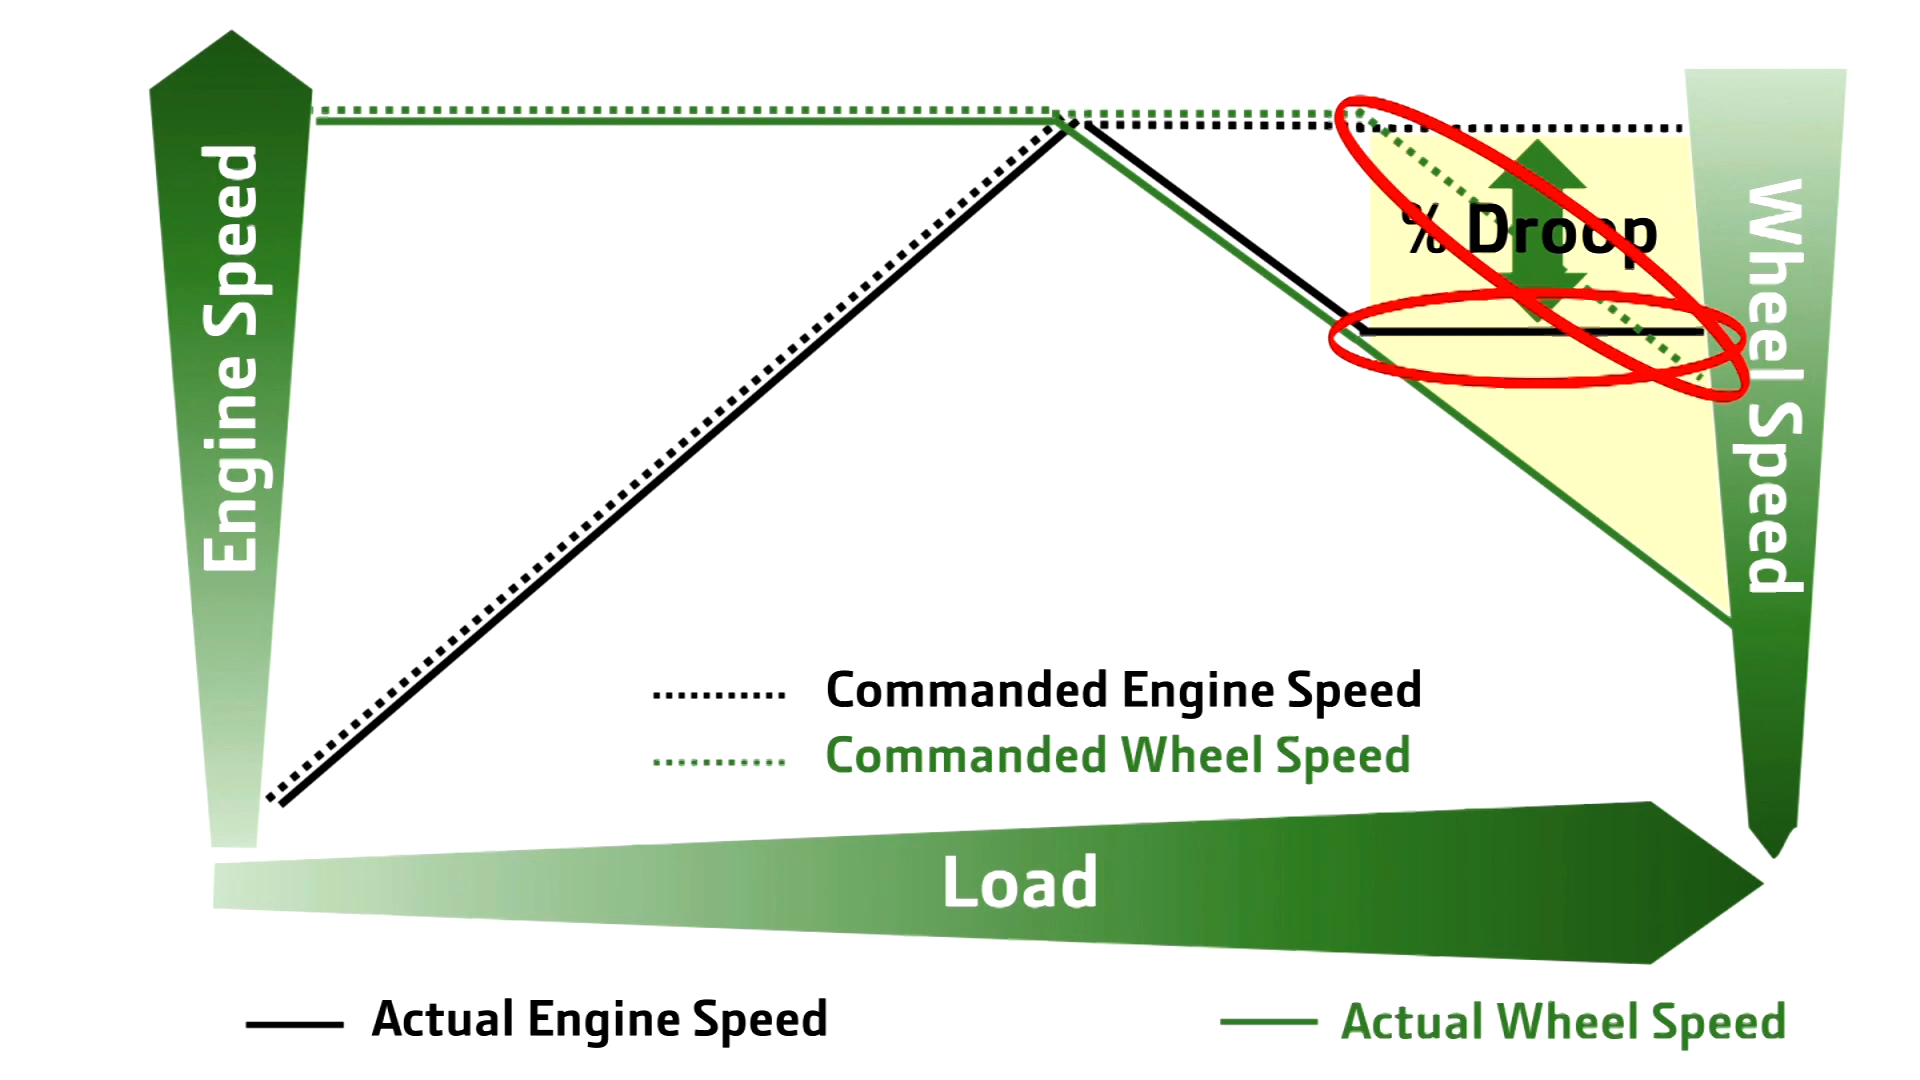 Engine Speed
% Droop
Wheel Speed
Commanded Engine Speed
Commanded Wheel Speed
Load
Actual Engine Speed
Actual Wheel Speed